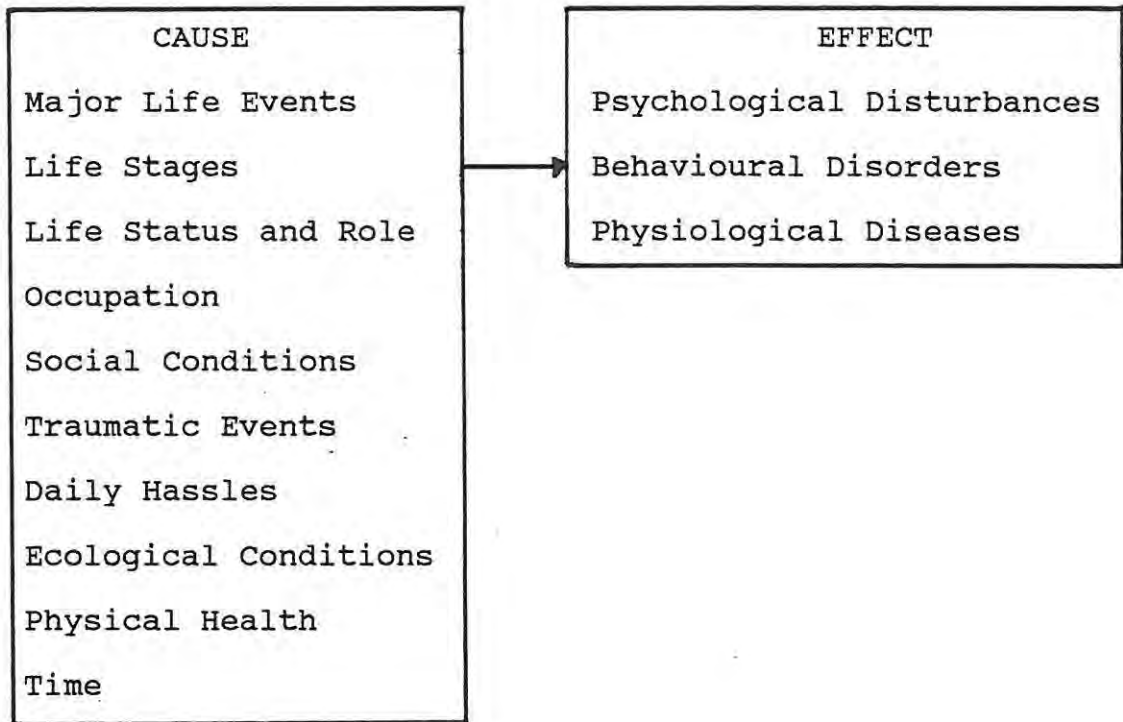 CAUSE
Major Life Events
Life Stages
Life Status and Role
Occupation
Social Conditions
Traumatic Events
Daily Hassles
Ecological Conditions
Physical Health
Time
EFFECT
Psychological Disturbances
Behavioural Disorders
Physiological Diseases